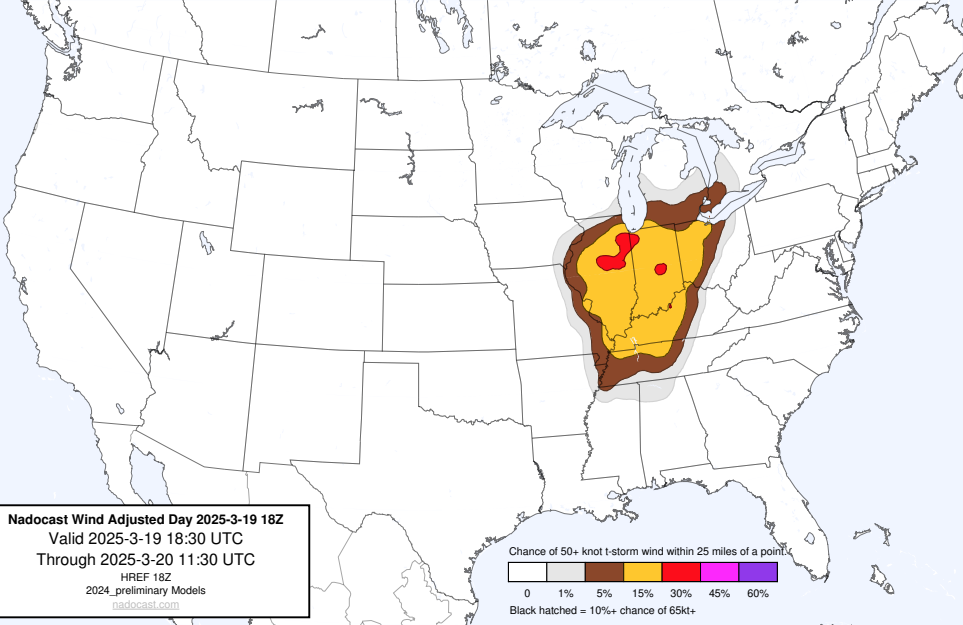 Nadocast Wind Adjusted Day 2025-3-19 18Z
Valid 2025-3-19 18:30 UTC
Through 2025-3-20 11:30 UTC
HREF 18Z
2024_preliminary Models
nadocast.com
Chance of 50+ knot t-storm wind within 25 miles of a point.
0 1% 5% 15% 30% 45% 60%
Black hatched = 10%+ chance of 65kt+